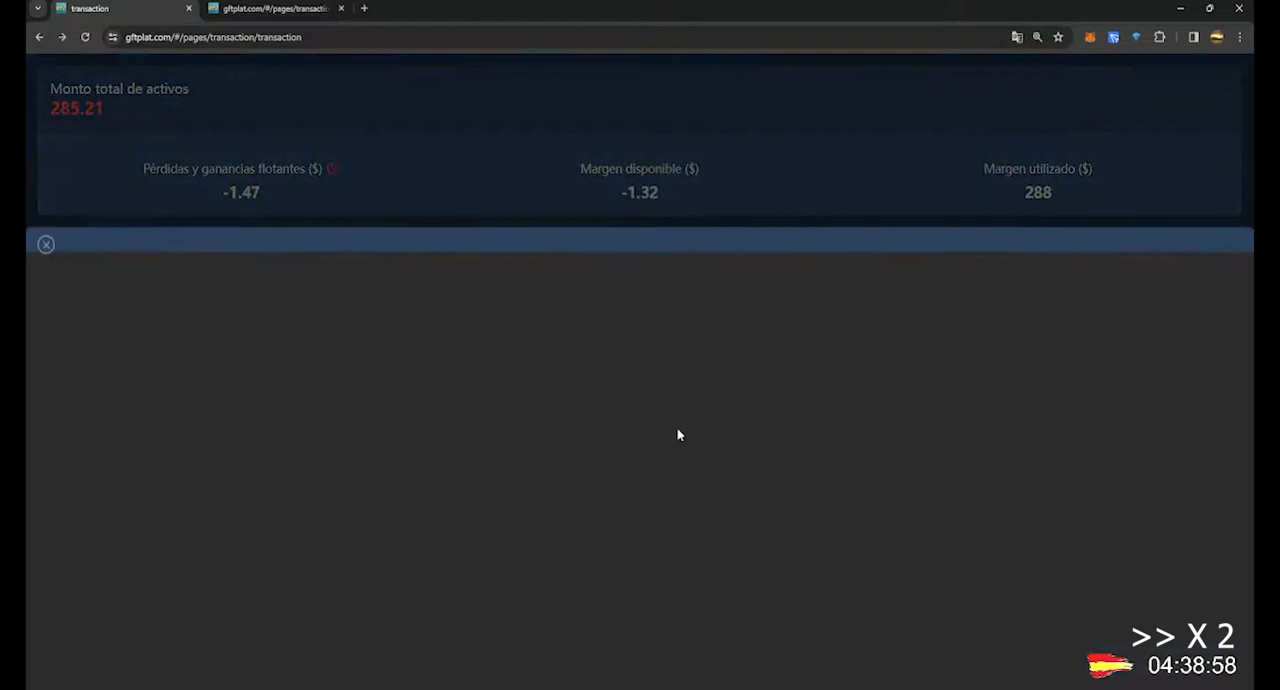 transaction
gftplat.com/#/pages/transactic
gftplat.com/#/pages/transaction/transaction
Monto total de activos
285.21
Pérdidas y ganancias flotantes ($)
-1.47
Margen disponible ($)
-1.32
Margen utilizado ($)
288
>> X 2
04:38:58